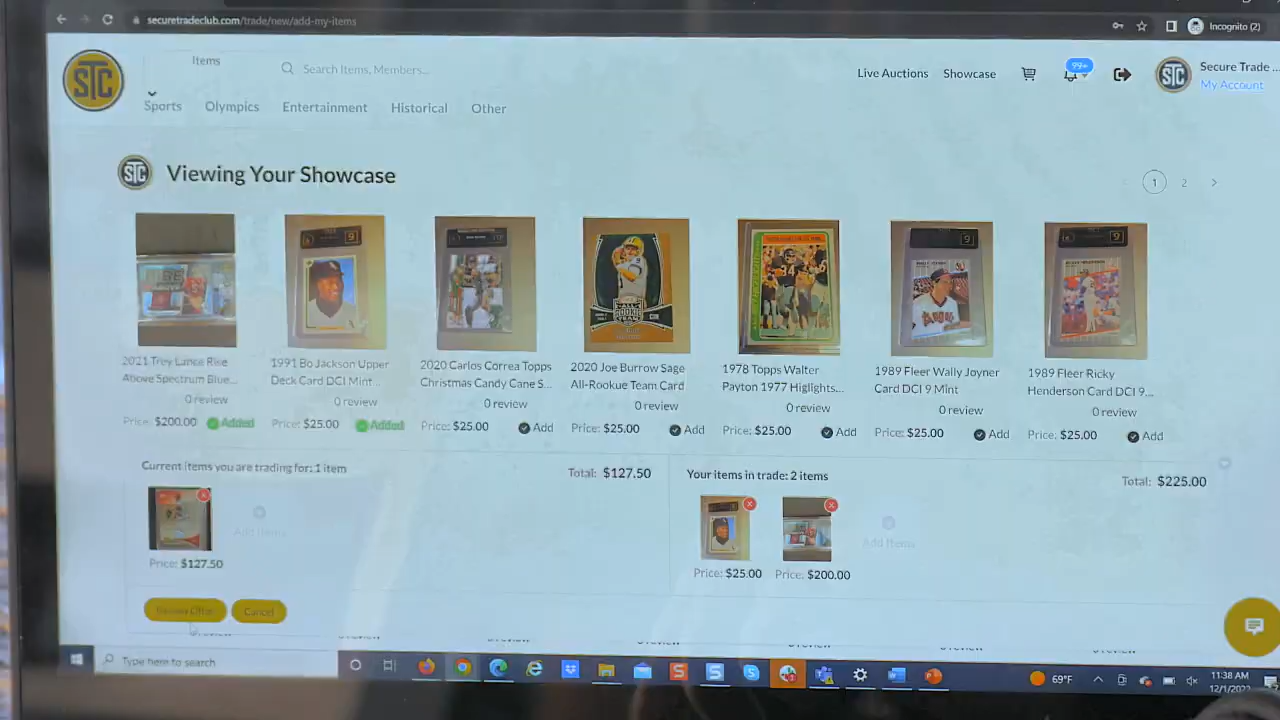 securetradeclub.com/trade/new/add-my-items
Incognito (2)
STC
Items
Search Items, Members...
Live Auctions
Showcase
99+
STC
Secure Trade ...
My Account
Sports
Olympics
Entertainment
Historical
Other
STC
Viewing Your Showcase
1
2
2021 Trey Lance Rise
Above Spectrum Blue...
0 review
Price: $200.00
Added
1991 Bo Jackson Upper
Deck Card DCI Mint...
0 review
Price: $25.00
Added
2020 Carlos Correa Topps
Christmas Candy Cane S...
0 review
Price: $25.00
Add
2020 Joe Burrow Sage
All-Rookue Team Card
0 review
Price: $25.00
Add
1978 Topps Walter
Payton 1977 Higlights...
0 review
Price: $25.00
Add
1989 Fleer Wally Joyner
Card DCI 9 Mint
0 review
Price: $25.00
Add
1989 Fleer Ricky
Henderson Card DCI 9...
0 review
Price: $25.00
Add
Current items you are trading for: 1 item
Total: $127.50
Add Items
Price: $127.50
Your items in trade: 2 items
Total: $225.00
Add Items
Price: $25.00
Price: $200.00
Review Offer
Cancel
Type here to search
69°F
11:38 AM